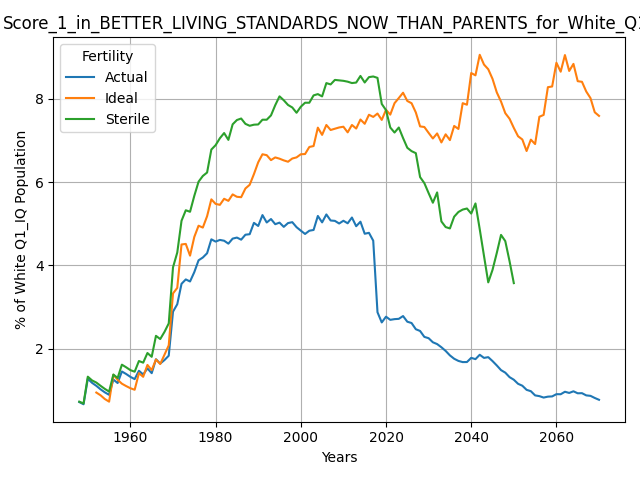 Score_1_in_BETTER_LIVING_STANDARDS_NOW_THAN_PARENTS_for_White_Q1
Fertility
Actual
Ideal
Sterile
% of White Q1_IQ Population
8
6
4
2
1960 1980 2000 2020 2040 2060
Years